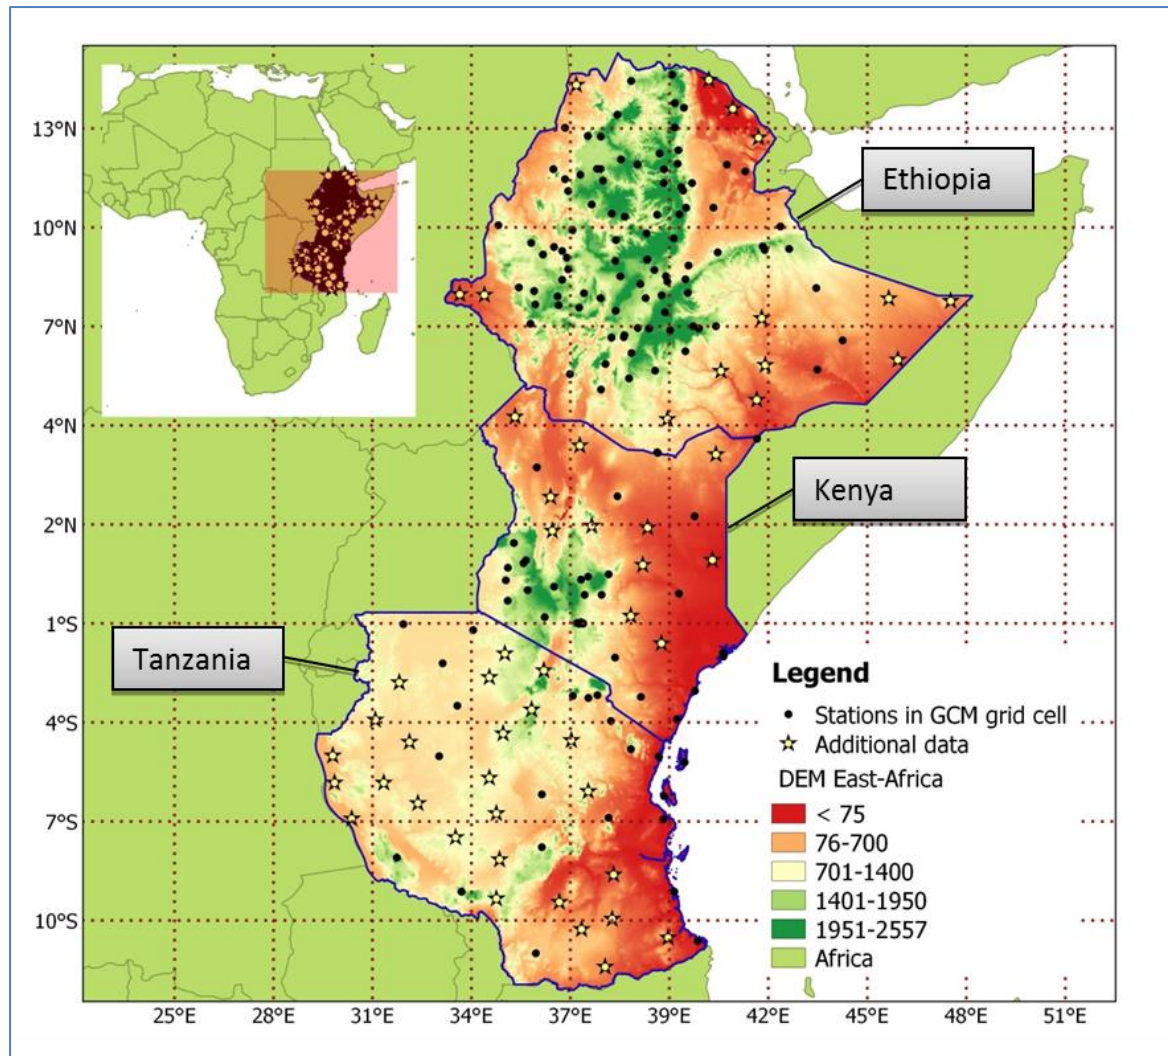 13°N
Ethiopia
10°N
7°N
4°N
Kenya
2°N
1°S
Tanzania
Legend
Stations in GCM grid cell
4°S
Additional data
DEM East-Africa
< 75
7°S
76-700
701-1400
1401-1950
10°S
1951-2557
Africa
25°E 28°E 31°E 34°E 37°E 39°E 42°E 45°E 48°E 51°E